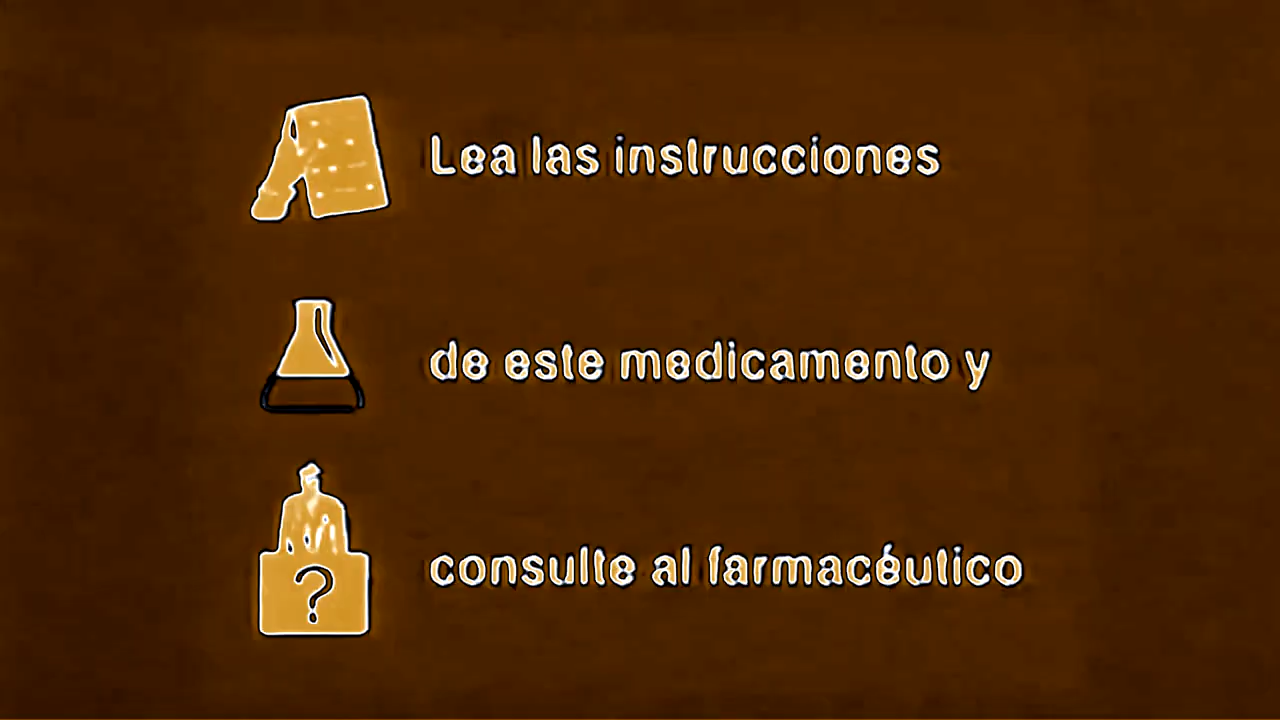 Lea las instrucciones
de este medicamento y
consulte al farmacéutico
?